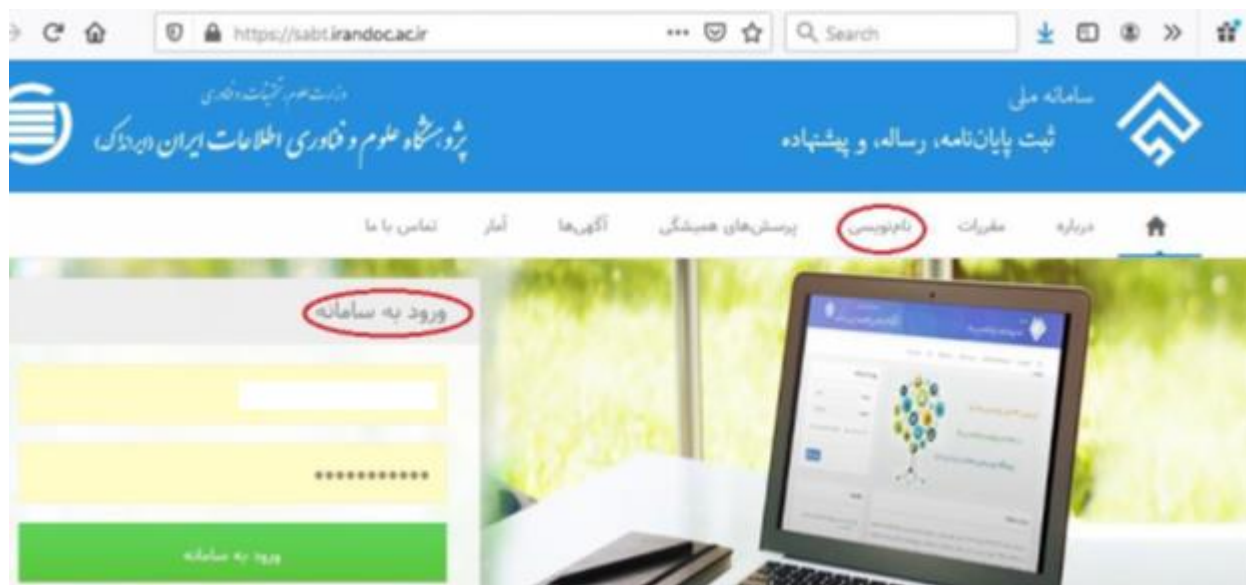 https://sabt.irandoc.ac.ir
Search
سامانه ملی
ثبت پایان‌نامه، رساله، و پیشنهاده
وزارت علوم، تحقیقات و فناوری
پژوهشگاه علوم و فناوری اطلاعات ایران (ایرانداک)
درباره مقررات نام‌نویسی پرسش‌های همیشگی آگهی‌ها آمار تماس با ما
ورود به سامانه
ورود به سامانه